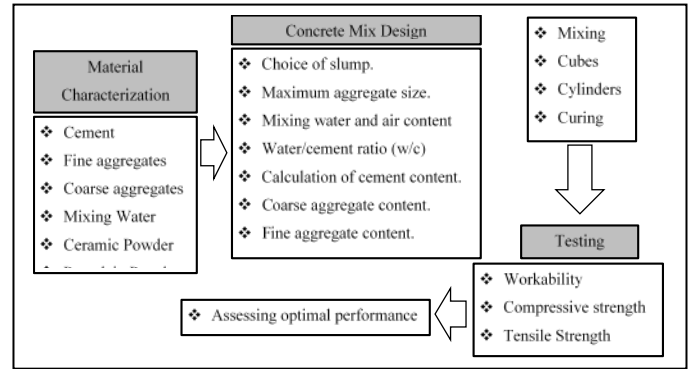 Material
Characterization
❖ Cement
❖ Fine aggregates
❖ Coarse aggregates
❖ Mixing Water
❖ Ceramic Powder
Concrete Mix Design
❖ Choice of slump.
❖ Maximum aggregate size.
❖ Mixing water and air content
❖ Water/cement ratio (w/c)
❖ Calculation of cement content.
❖ Coarse aggregate content.
❖ Fine aggregate content.
❖ Mixing
❖ Cubes
❖ Cylinders
❖ Curing
Testing
❖ Workability
❖ Compressive strength
❖ Tensile Strength
❖ Assessing optimal performance